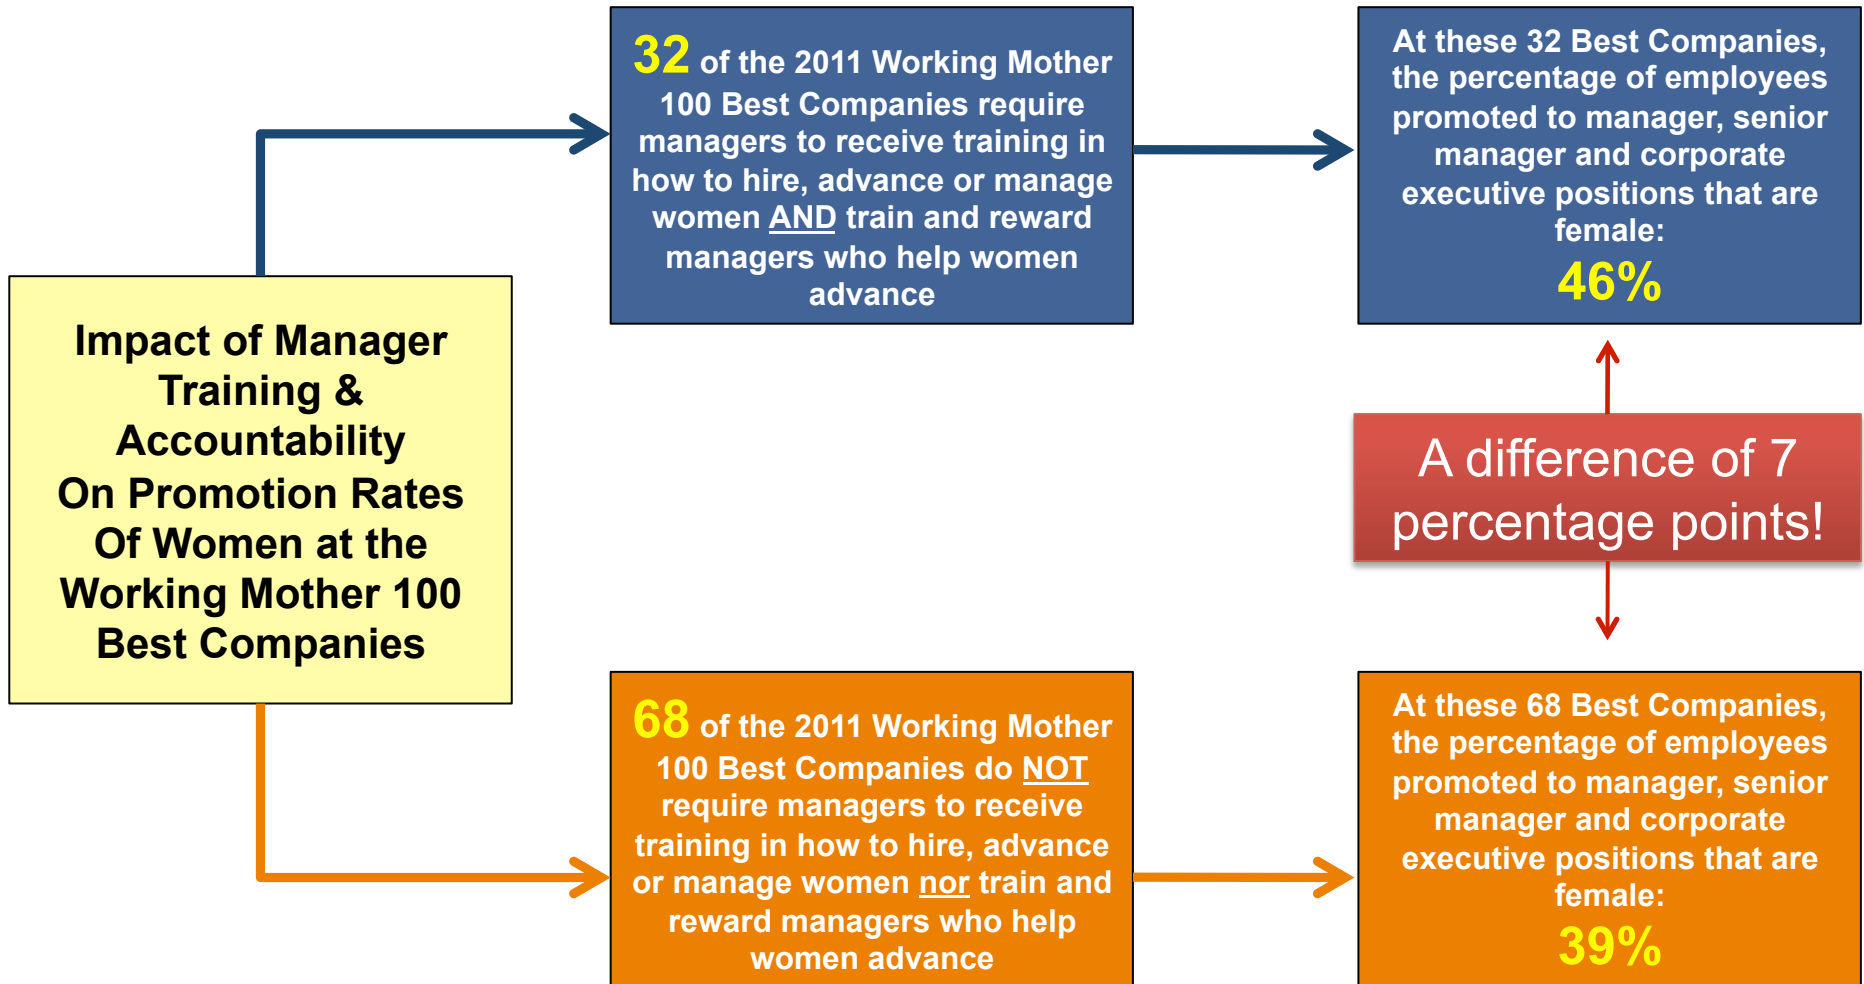 Impact of Manager
Training &
Accountability
On Promotion Rates
Of Women at the
Working Mother 100
Best Companies
32 of the 2011 Working Mother
100 Best Companies require
managers to receive training in
how to hire, advance or manage
women AND train and reward
managers who help women
advance
At these 32 Best Companies,
the percentage of employees
promoted to manager, senior
manager and corporate
executive positions that are
female:
46%
A difference of 7
percentage points!
68 of the 2011 Working Mother
100 Best Companies do NOT
require managers to receive
training in how to hire, advance
or manage women nor train and
reward managers who help
women advance
At these 68 Best Companies,
the percentage of employees
promoted to manager, senior
manager and corporate
executive positions that are
female:
39%